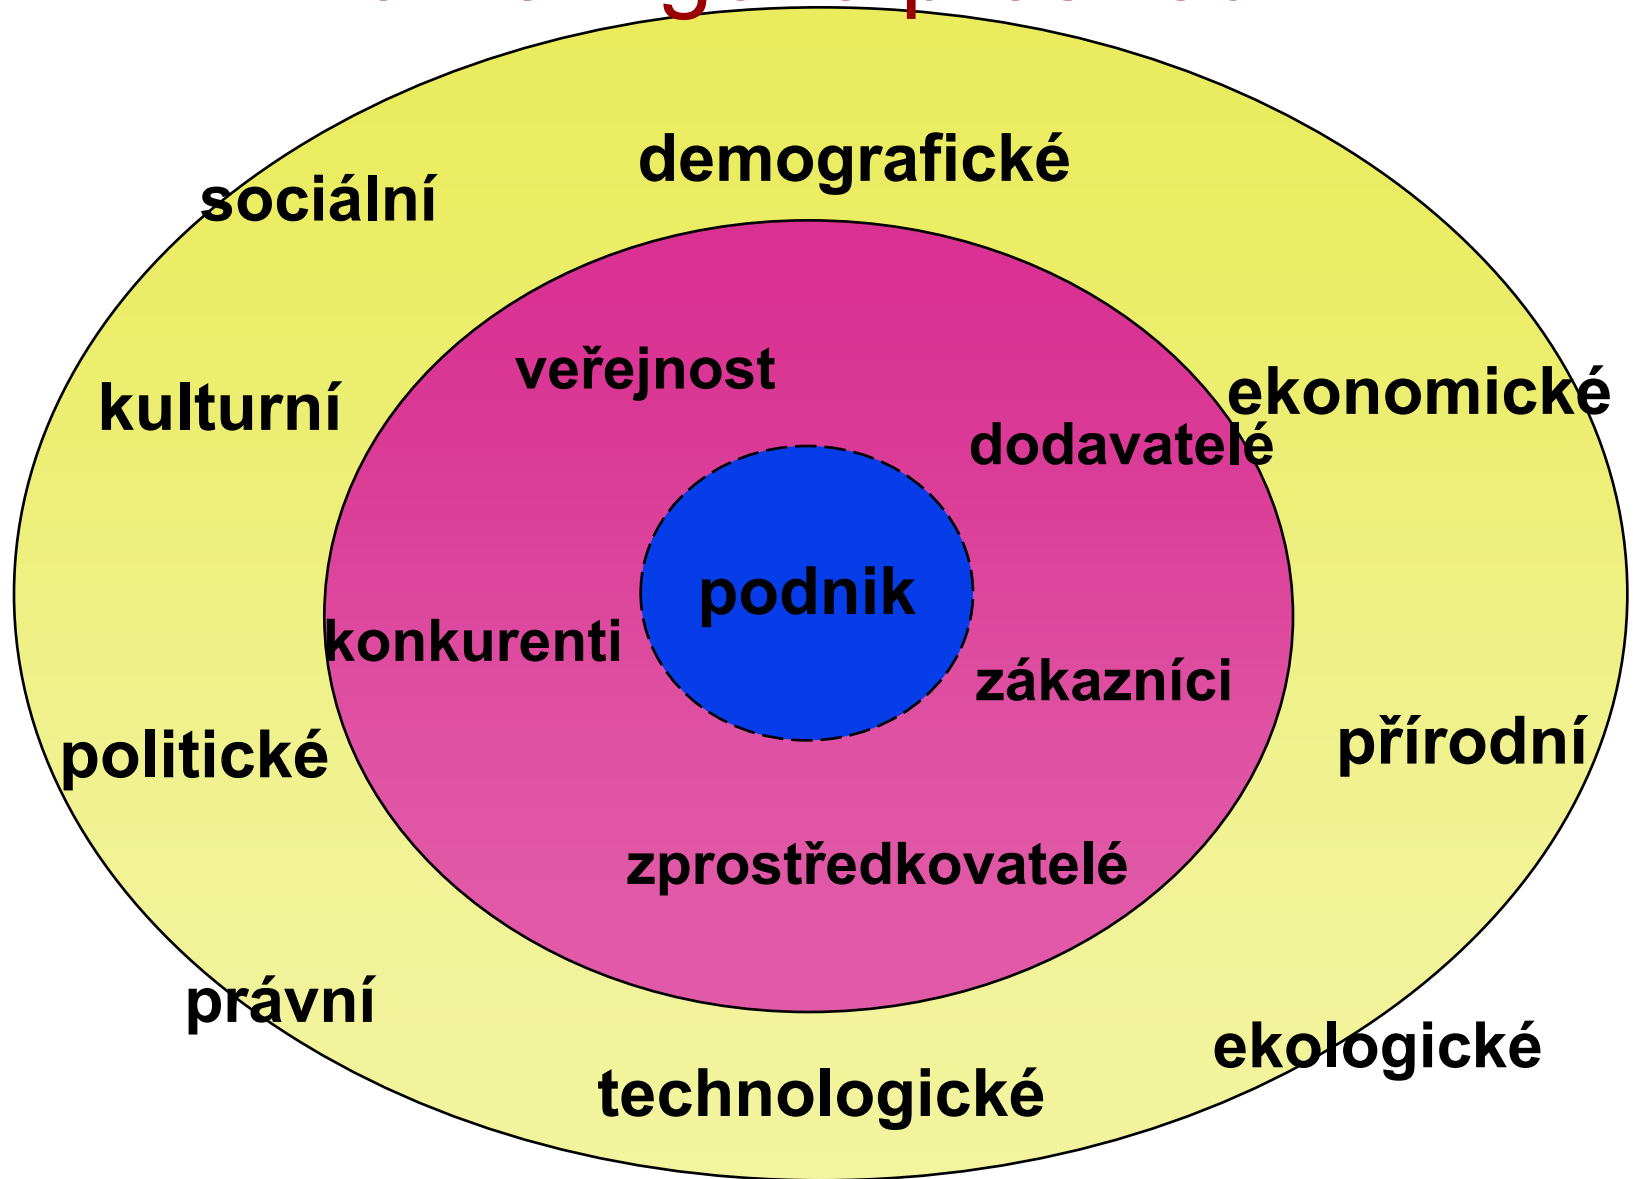 demografické
sociální
veřejnost
ekonomické
kulturní
dodavatelé
podnik
konkurenti
zákazníci
politické
přírodní
zprostředkovatelé
právní
ekologické
technologické